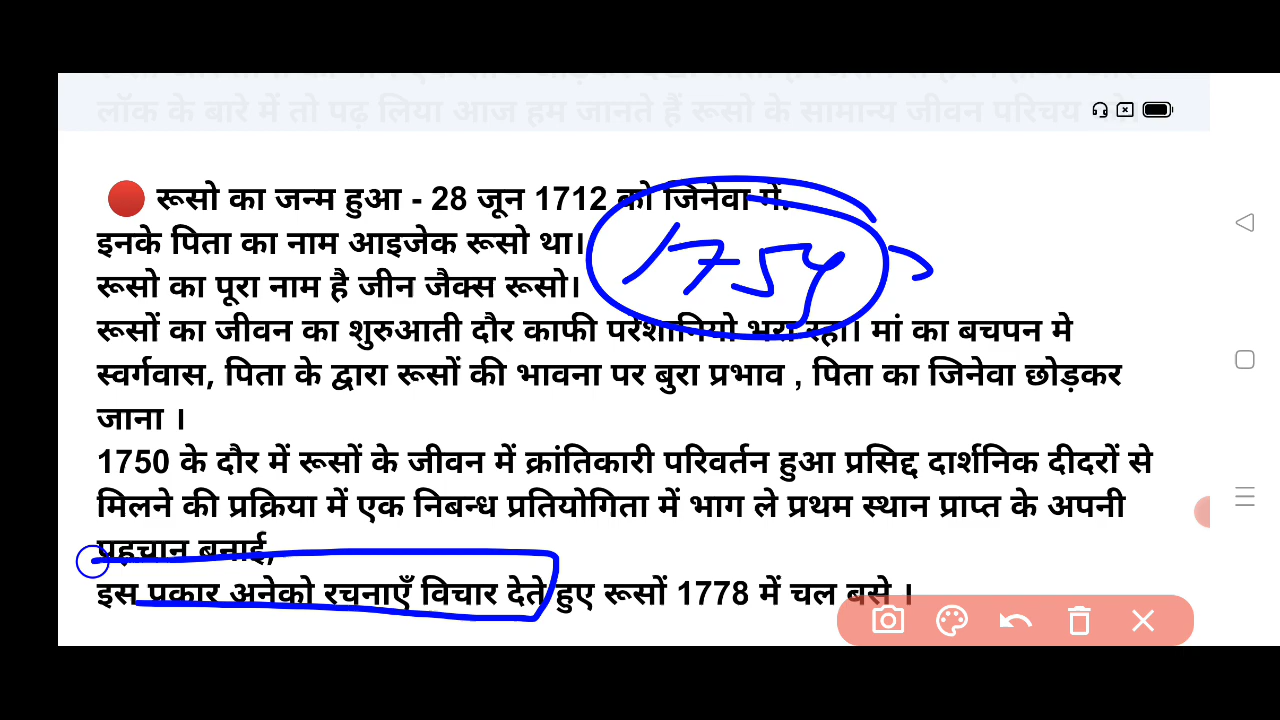 लॉक के बारे में तो पढ़ लिया आज हम जानते हैं रूसो के सामान्य जीवन परिचय
रूसो का जन्म हुआ - 28 जून 1712 को जिनेवा में.
इनके पिता का नाम आइजेक रूसो था।
1754
रूसो का पूरा नाम है जीन जैक्स रूसो।
रूसों का जीवन का शुरुआती दौर काफी परेशानियो भरा रहा। मां का बचपन मे
स्वर्गवास, पिता के द्वारा रूसों की भावना पर बुरा प्रभाव , पिता का जिनेवा छोड़कर
जाना ।
1750 के दौर में रूसों के जीवन में क्रांतिकारी परिवर्तन हुआ प्रसिद्द दार्शनिक दीदरों से
मिलने की प्रक्रिया में एक निबन्ध प्रतियोगिता में भाग ले प्रथम स्थान प्राप्त के अपनी
पहचान बनाई,
इस प्रकार अनेको रचनाएँ विचार देते हुए रूसों 1778 में चल बसे ।